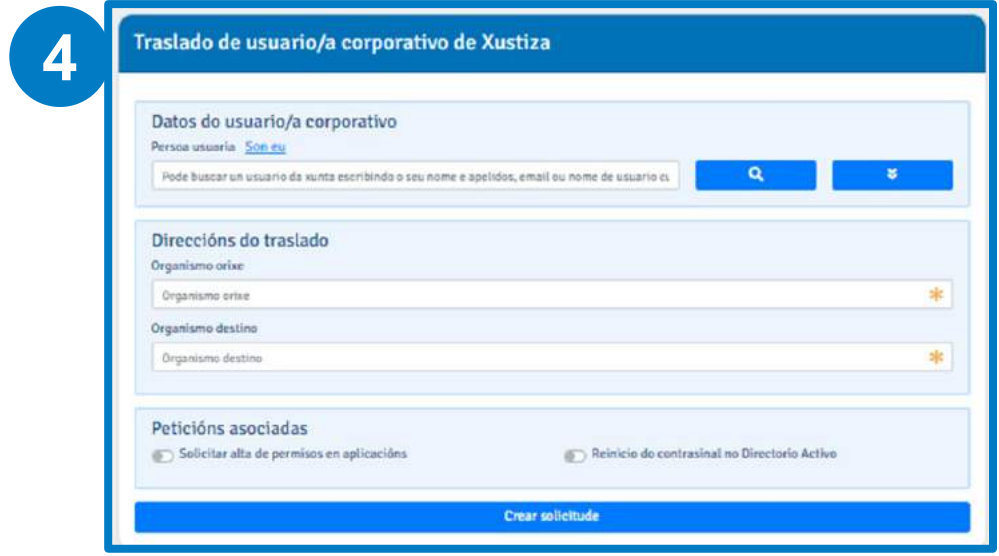 4
Traslado de usuario/a corporativo de Xustiza
Datos do usuario/a corporativo
Persoa usuaria Son eu
Pode buscar un usuario da xunta escribindo o seu nome e apelidos, email ou nome de usuario cu
Direccións do traslado
Organismo orixe
Organismo orixe
Organismo destino
Organismo destino
Peticións asociadas
Solicitar alta de permisos en aplicacións
Reinicio do contrasinal no Directorio Activo
Crear solicitude